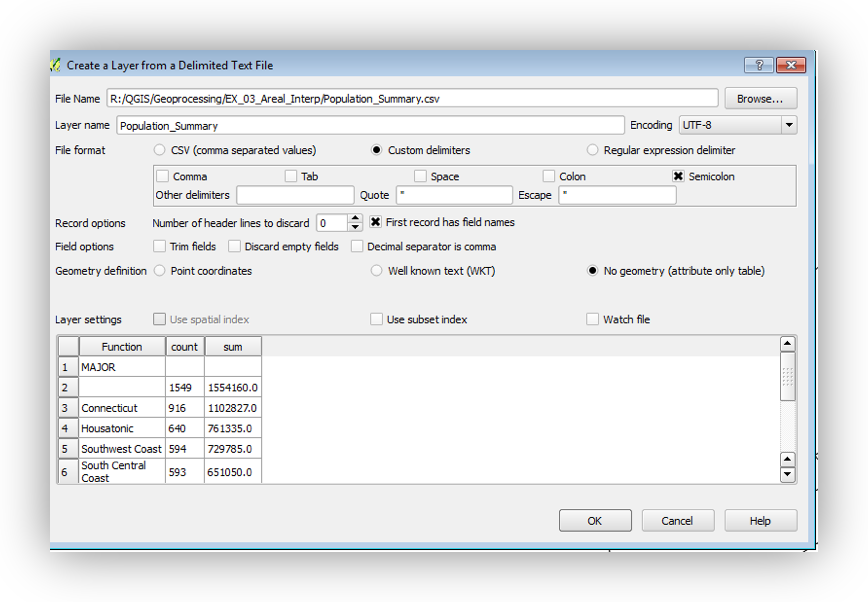 Create a Layer from a Delimited Text File
File Name R:/QGIS/Geoprocessing/EX_03_Areal_Interp/Population_Summary.csv Browse...
Layer name Population_Summary Encoding UTF-8
File format CSV (comma separated values) Custom delimiters Regular expression delimiter
Comma Tab Space Colon Semicolon
Other delimiters Quote " Escape "
Record options Number of header lines to discard 0 First record has field names
Field options Trim fields Discard empty fields Decimal separator is comma
Geometry definition Point coordinates Well known text (WKT) No geometry (attribute only table)
Layer settings Use spatial index Use subset index Watch file
Function count sum
1 MAJOR
2 1549 1554160.0
3 Connecticut 916 1102827.0
4 Housatonic 640 761335.0
5 Southwest Coast 594 729785.0
6 South Central Coast 593 651050.0
OK Cancel Help